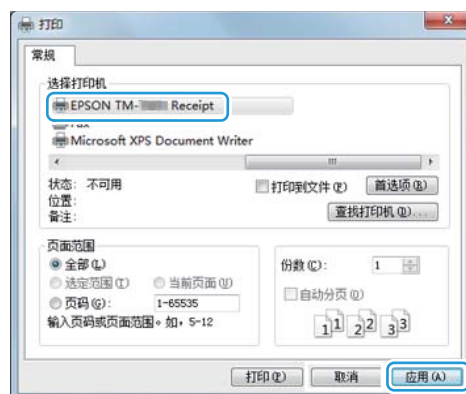 打印
常规
选择打印机
EPSON TM- Receipt
Microsoft XPS Document Writer
状态: 不可用
位置:
备注:
打印到文件(F) 首选项(R)
查找打印机(D)...
页面范围
全部(L)
选定范围(T) 当前页面(U)
页码(G): 1-65535
输入页码或页面范围。如, 5-12
份数(C): 1
自动分页(O)
11 22 33
打印(P) 取消 应用(A)